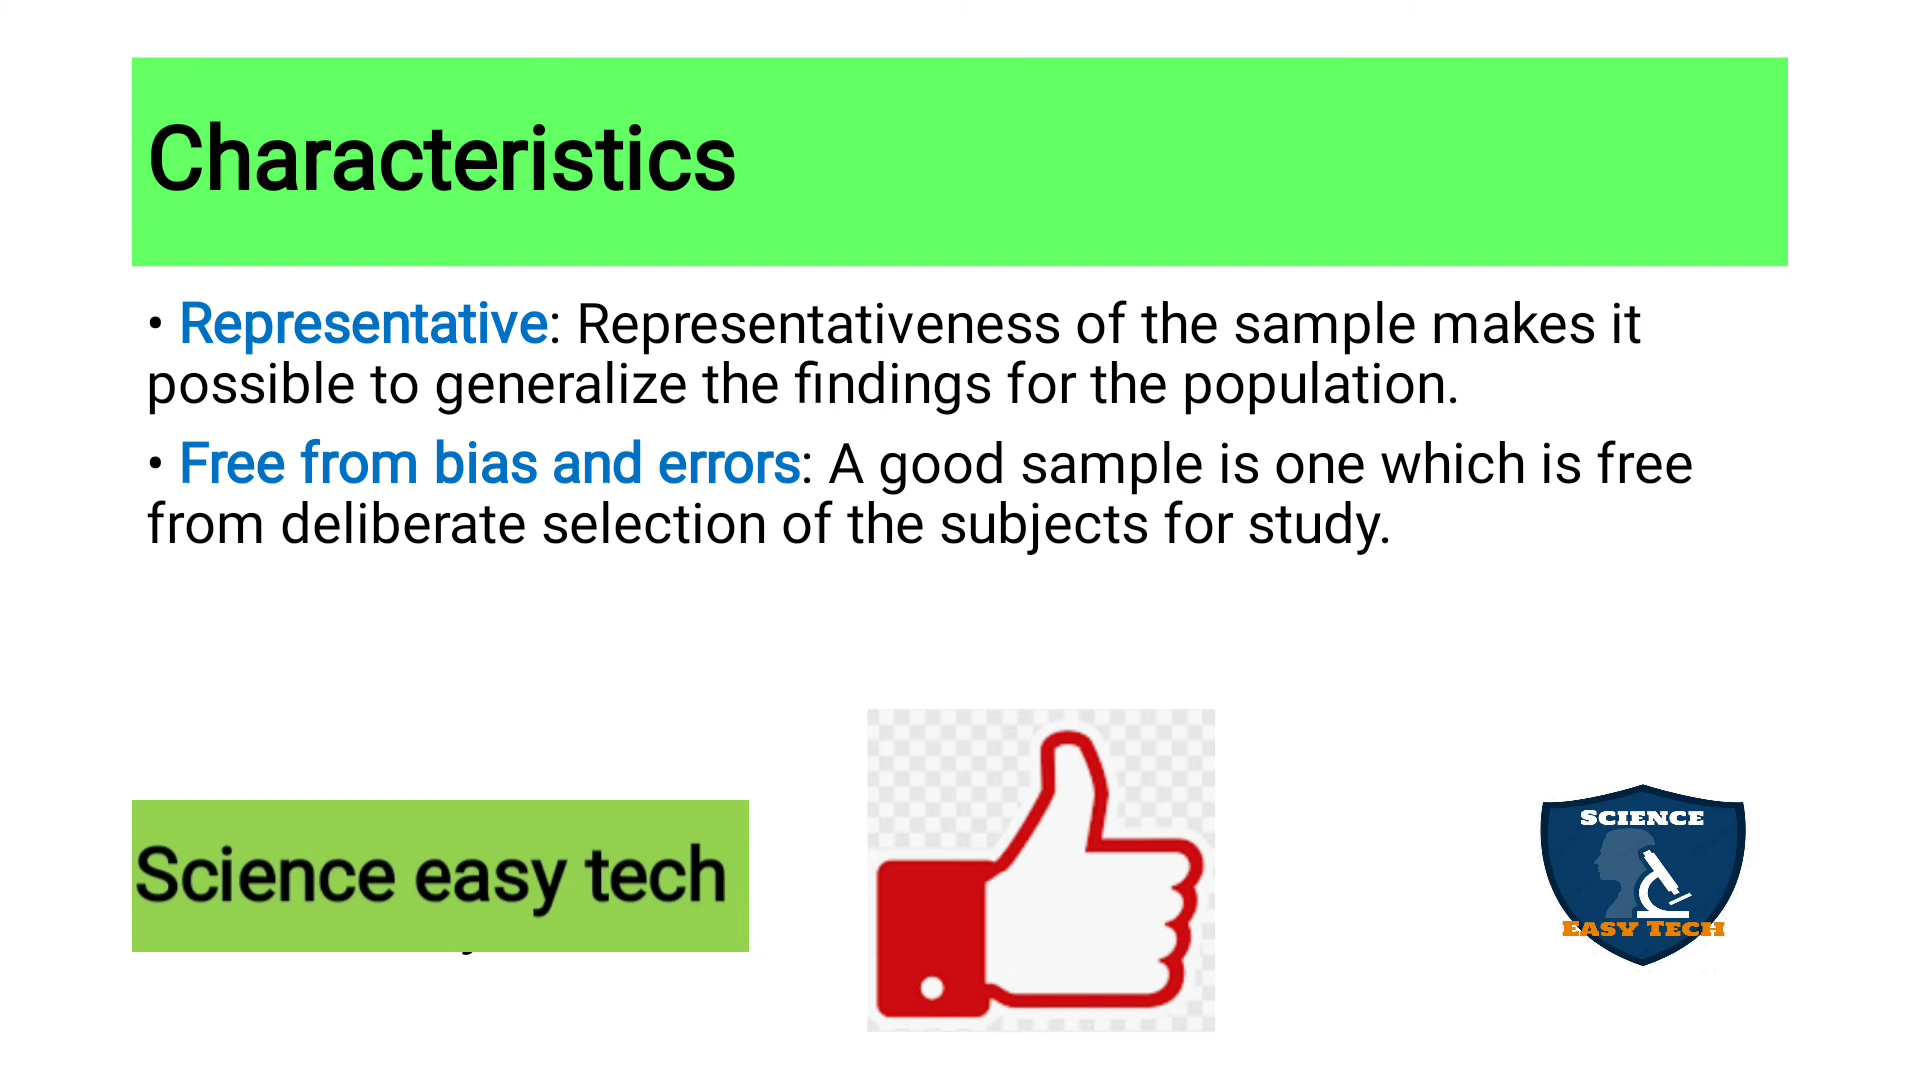 Characteristics
• Representative: Representativeness of the sample makes it
possible to generalize the findings for the population.
• Free from bias and errors: A good sample is one which is free
from deliberate selection of the subjects for study.
Science easy tech
SCIENCE
EASY TECH